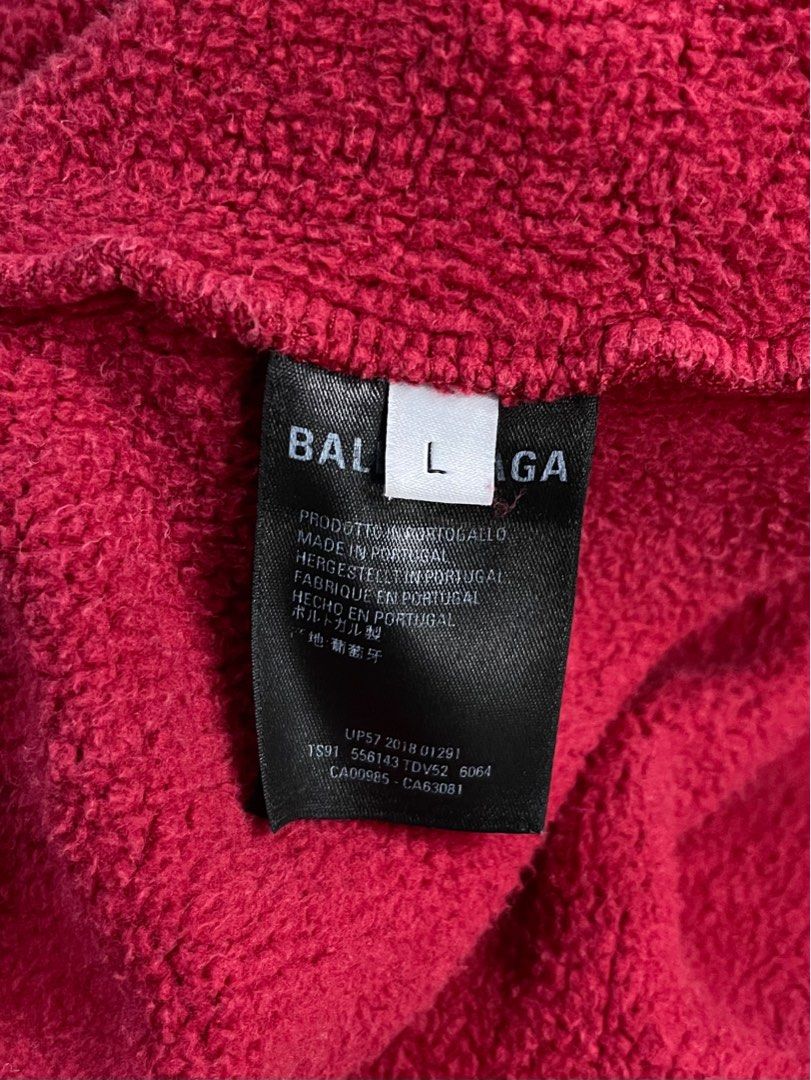 BAL AGA
L
PRODOTTO IN PORTOGALLO
MADE IN PORTUGAL
HERGESTELLT IN PORTUGAL
FABRIQUE EN PORTUGAL
HECHO EN PORTUGAL
ポルトガル製
地:葡萄牙
UP57 2018 01291
TS91 556143 TDV52 6064
CA00985 - CA63081